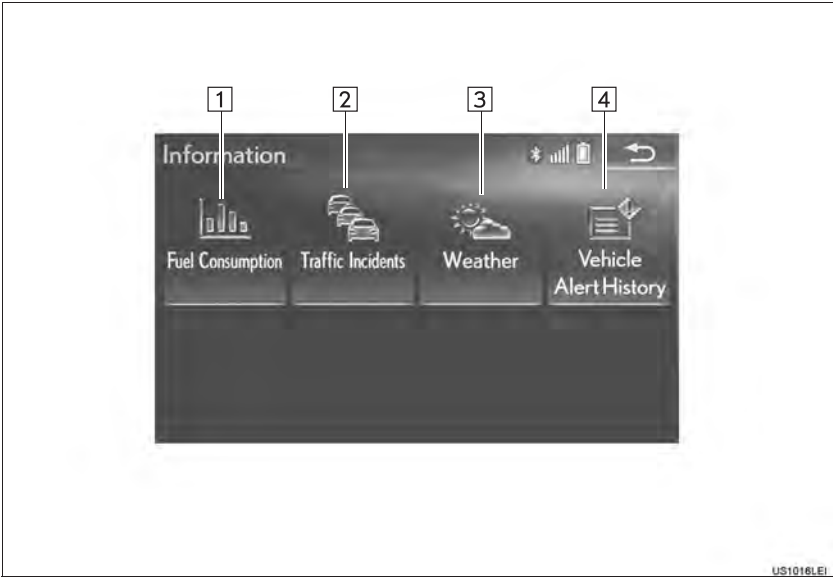 1 2 3 4
Information
Fuel Consumption Traffic Incidents Weather Vehicle
Alert History
US1016LEI